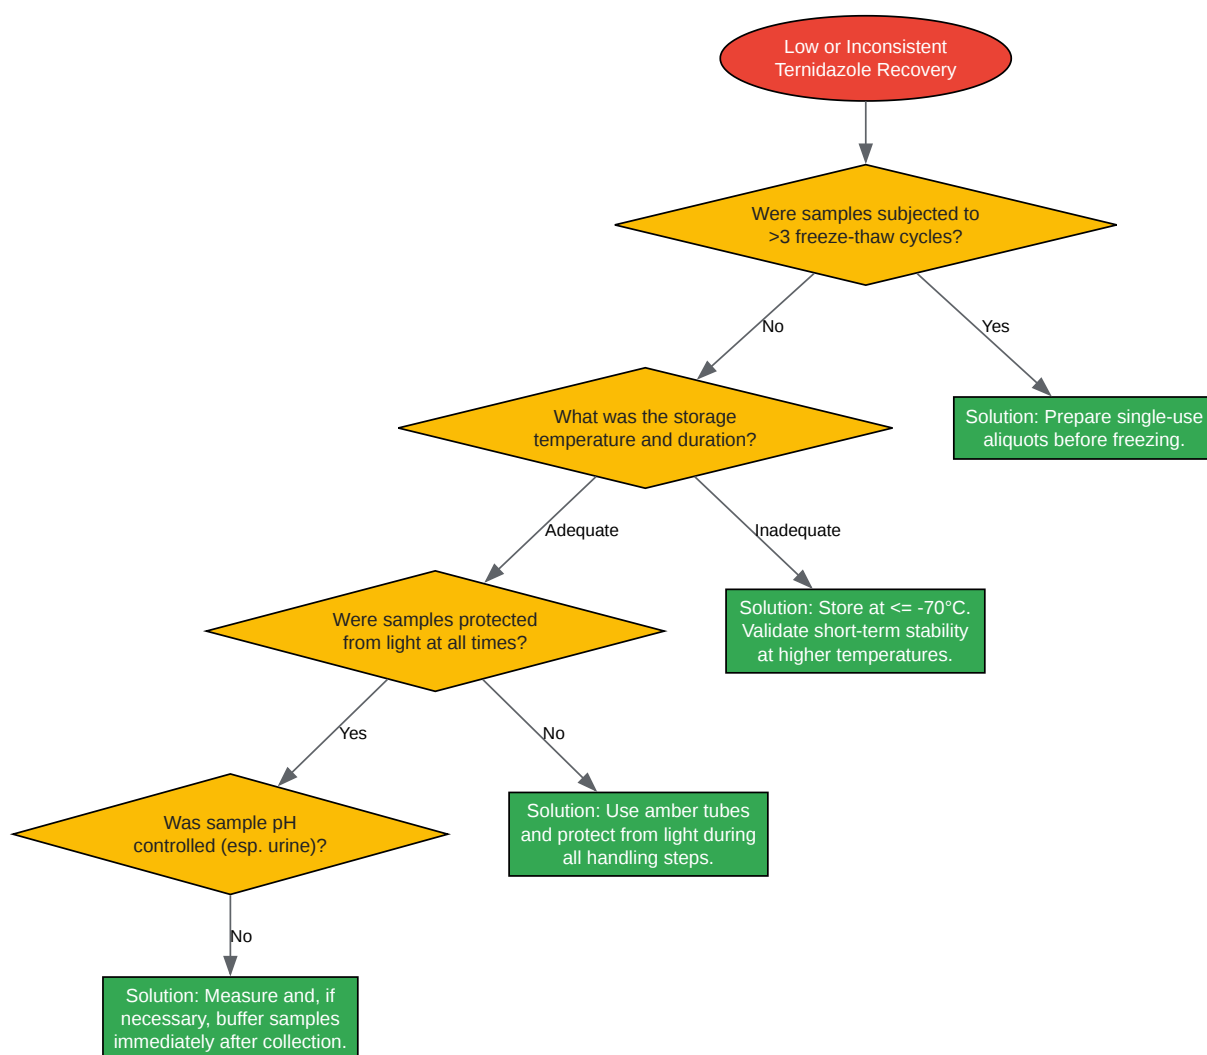 Low or Inconsistent
Ternidazole Recovery
Were samples subjected to
>3 freeze-thaw cycles?
No
Yes
What was the storage
temperature and duration?
Solution: Prepare single-use
aliquots before freezing.
Adequate
Inadequate
Were samples protected
from light at all times?
Solution: Store at <= -70°C.
Validate short-term stability
at higher temperatures.
Yes
No
Was sample pH
controlled (esp. urine)?
Solution: Use amber tubes
and protect from light during
all handling steps.
No
Solution: Measure and, if
necessary, buffer samples
immediately after collection.